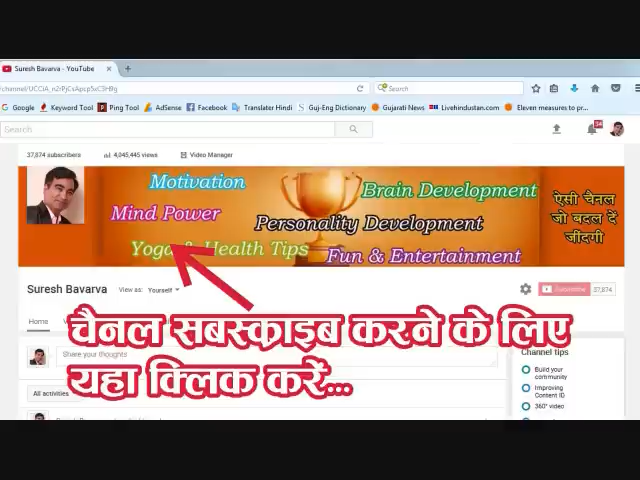 Suresh Bavarva - YouTube
Search
Google Keyword Tool Ping Tool AdSense Facebook Translater Hindi Guj-Eng Dictionary Gujarati News Livehindustan.com Eleven measures to pr...
Search
37,874 subscribers 4,045,445 views Video Manager
Motivation
Brain Development
Mind Power
Personality Development
Yoga & Health Tips
Fun & Entertainment
ऐसी चैनल
जो बदल दें
जींदगी
Suresh Bavarva View as: Yourself
37,874
Home
चैनल सबस्क्राइब करने के लिए
यहा क्लिक करें...
Share your thoughts
All activities
Channel tips
Build your
community
Improving
Content ID
360° video